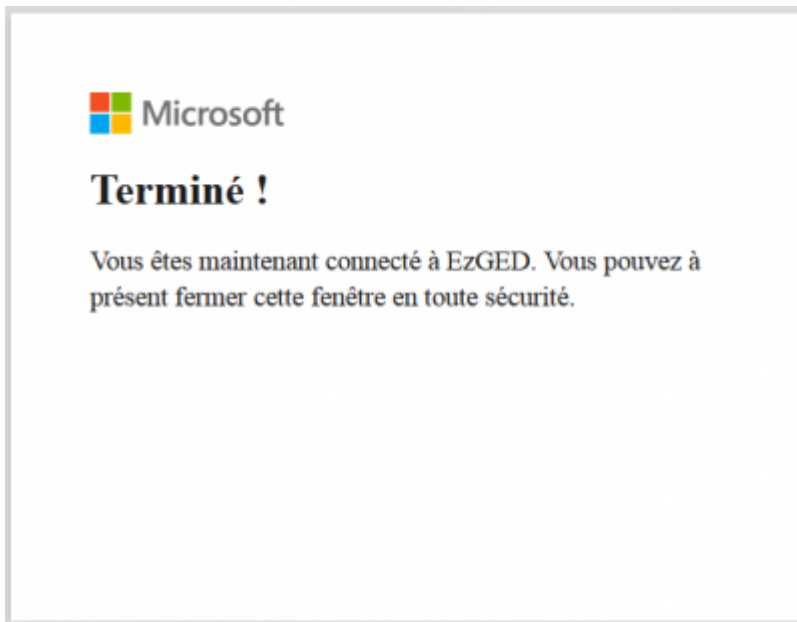 Microsoft
Terminé !
Vous êtes maintenant connecté à EzGED. Vous pouvez à
présent fermer cette fenêtre en toute sécurité.